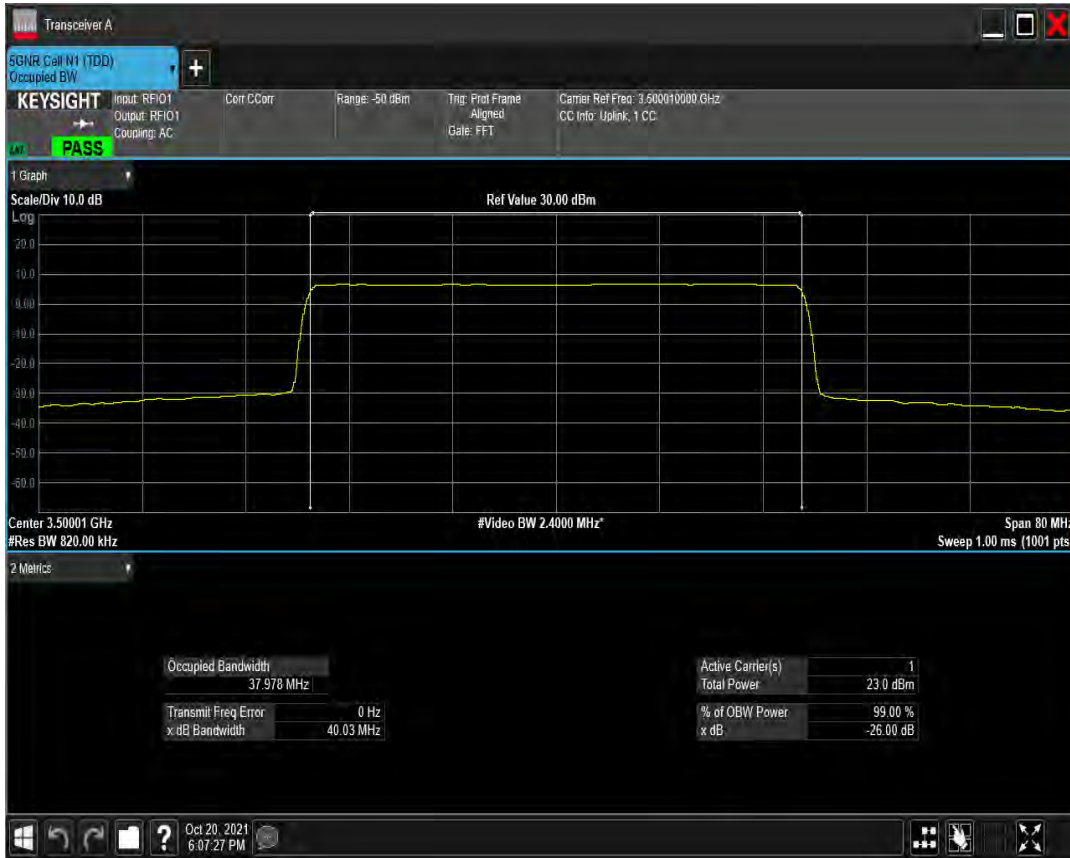 Transceiver A
5GNR Cell N1 (TDD)
Occupied BW
+
KEYSIGHT
Input: RFIO1
Output: RFIO1
Coupling: AC
PASS
Corr CCorr
Range: -50 dBm
Trig: Prot Frame
Aligned
Gate: FFT
Carrier Ref Freq: 3.500010000 GHz
CC Info: Uplink, 1 CC
1 Graph
Scale/Div 10.0 dB
Ref Value 30.00 dBm
Log
20.0
10.0
0.00
-10.0
-20.0
-30.0
-40.0
-50.0
-60.0
Center 3.50001 GHz
#Video BW 2.4000 MHz*
Span 80 MHz
#Res BW 820.00 kHz
Sweep 1.00 ms (1001 pts
2 Metrics
Occupied Bandwidth
37.978 MHz
Transmit Freq Error 0 Hz
x dB Bandwidth 40.03 MHz
Active Carrier(s) 1
Total Power 23.0 dBm
% of OBW Power 99.00 %
x dB -26.00 dB
?
Oct 20, 2021
6:07:27 PM